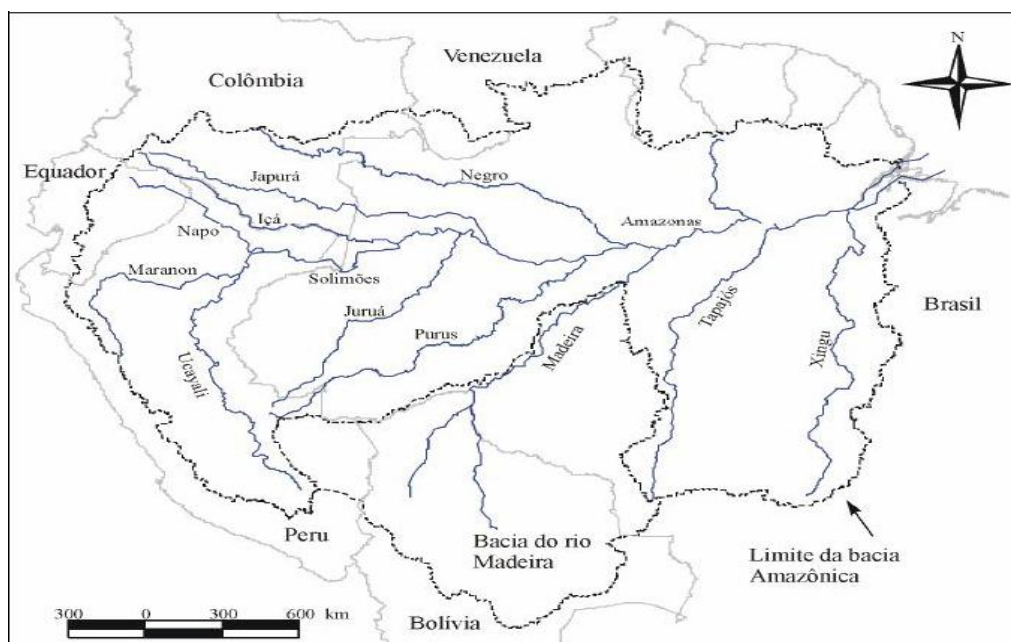 Venezuela
N
Colômbia
Equador
Japurá
Negro
Içá
Napo
Amazonas
Maranon
Solimões
Juruá
Tapajós
Brasil
Purus
Madeira
Xingu
Ucayali
Peru
Bacia do rio
Madeira
Limite da bacia
Amazônica
300 0 300 600 km
Bolívia